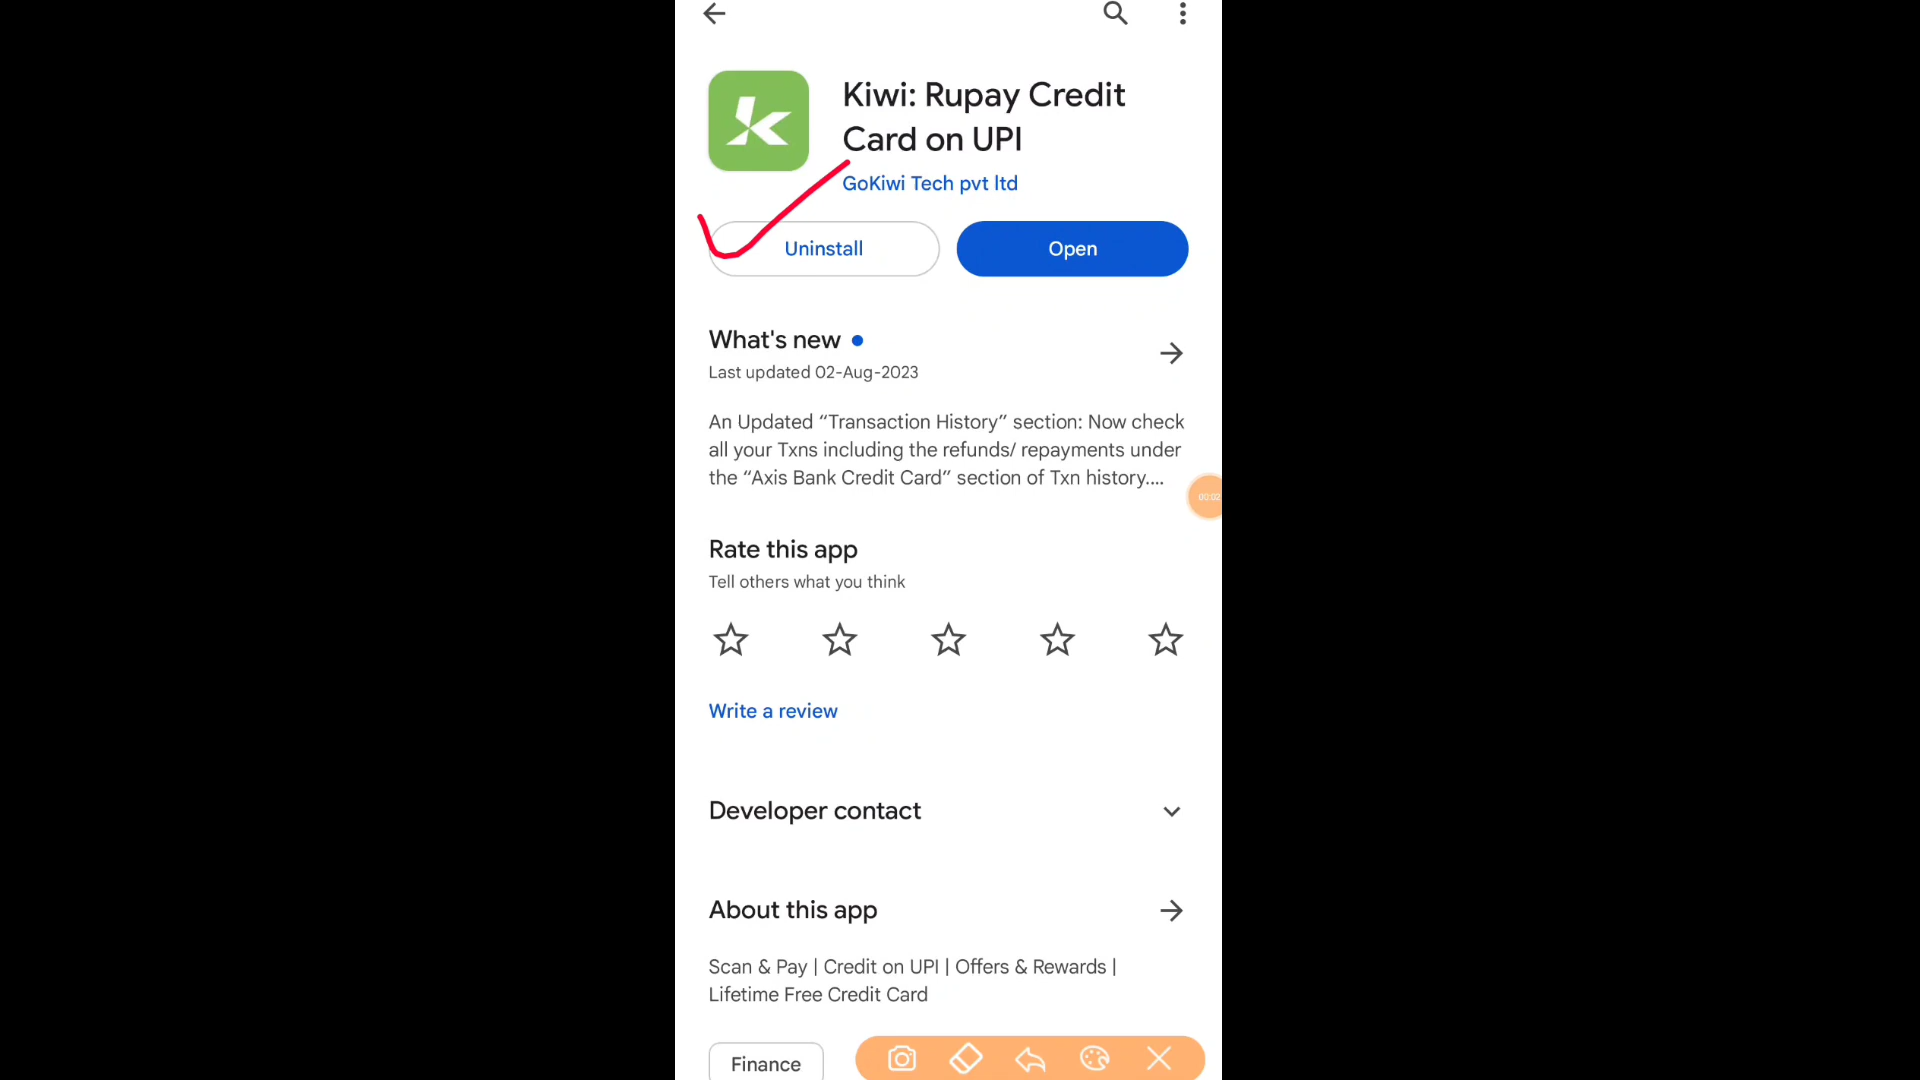 Kiwi: Rupay Credit
Card on UPI
GoKiwi Tech pvt ltd
Uninstall
Open
What's new
Last updated 02-Aug-2023
An Updated “Transaction History” section: Now check
all your Txns including the refunds/ repayments under
the “Axis Bank Credit Card” section of Txn history....
00:02
Rate this app
Tell others what you think
Write a review
Developer contact
About this app
Scan & Pay | Credit on UPI | Offers & Rewards |
Lifetime Free Credit Card
Finance